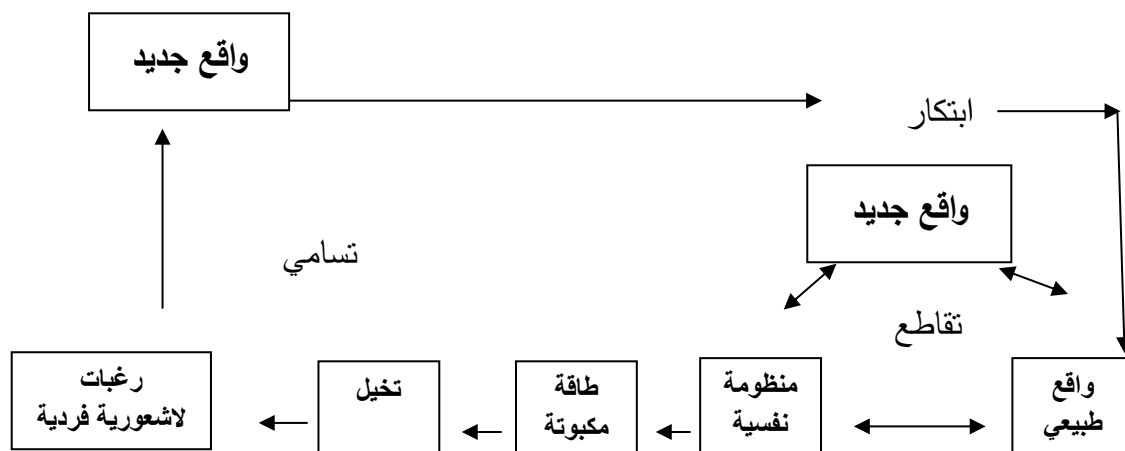 واقع جديد
ابتكار
واقع جديد
تسامي
تقاطع
واقع
طبيعي
منظومة
نفسية
طاقة
مكبوتة
تخيل
رغبات
لاشعورية فردية